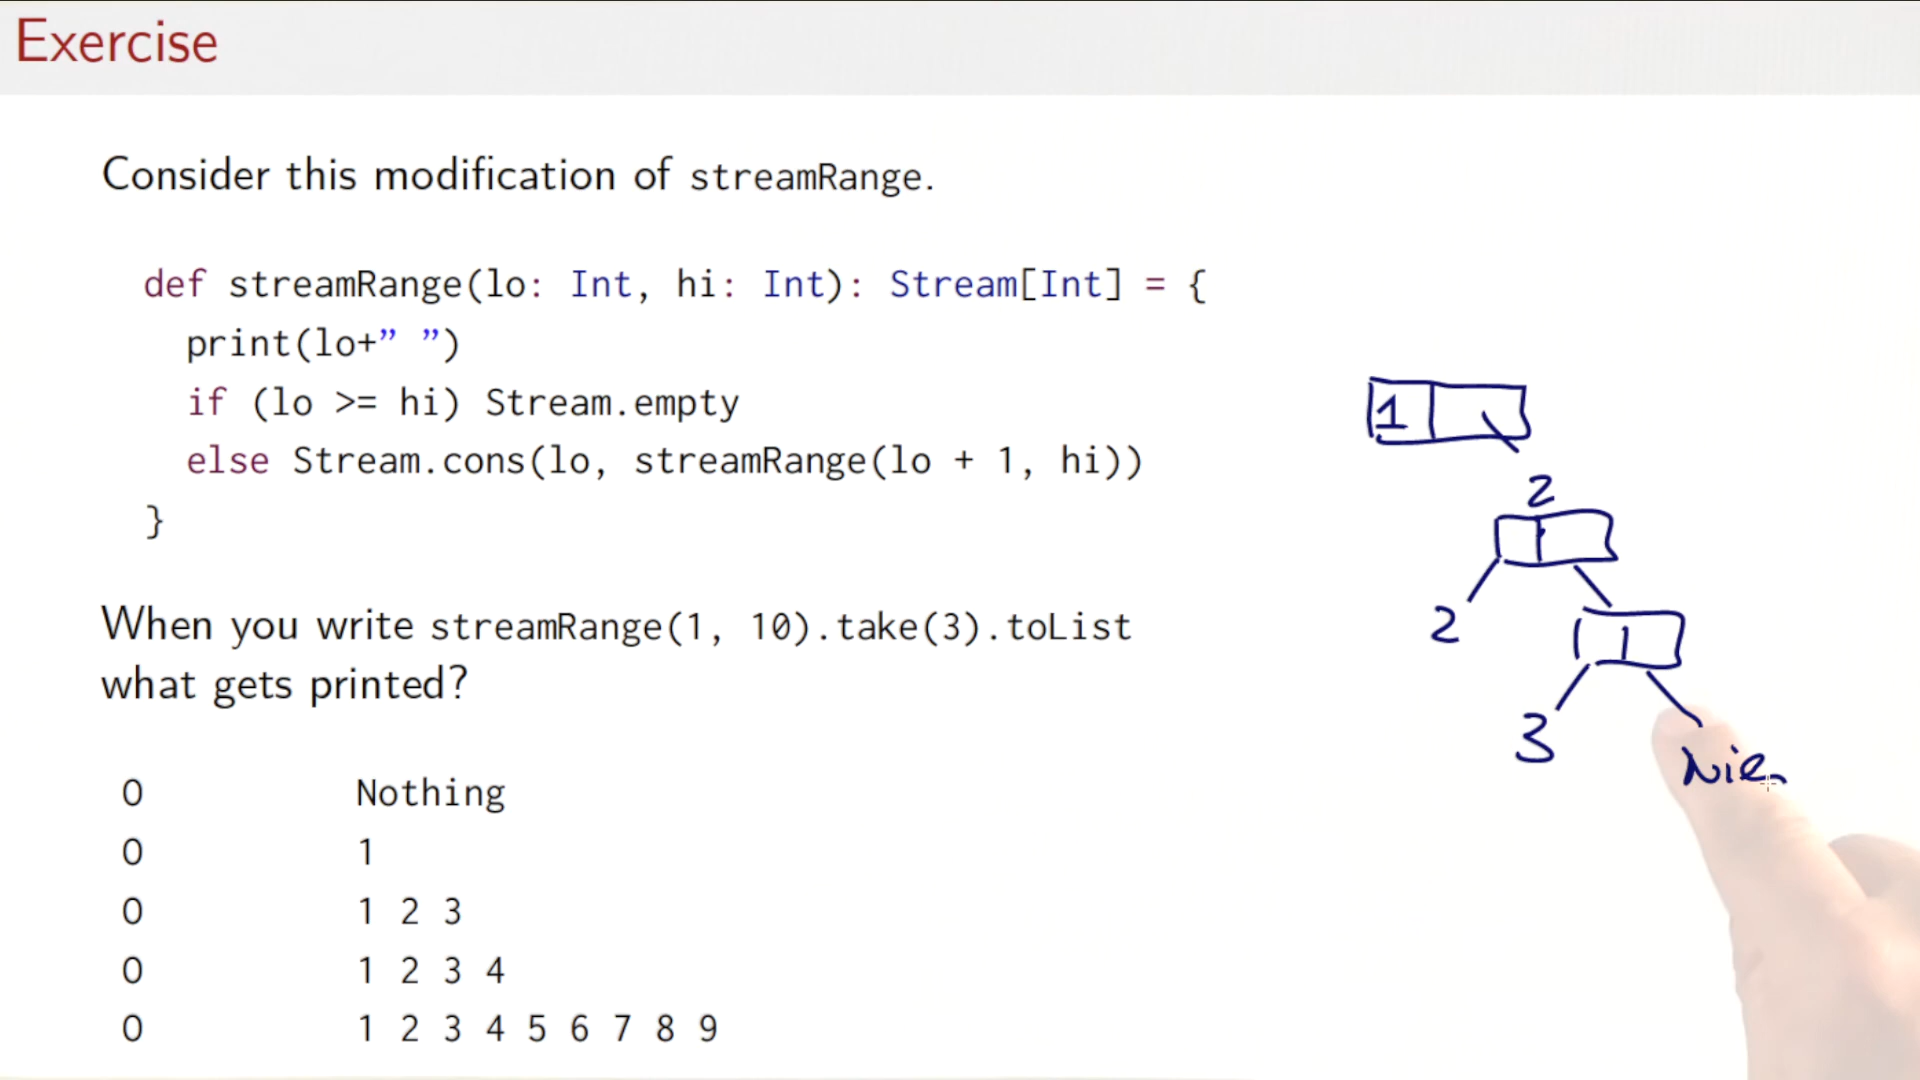 Exercise
Consider this modification of streamRange.
def streamRange(lo: Int, hi: Int): Stream[Int] = {
print(lo+” ”)
if (lo >= hi) Stream.empty
else Stream.cons(lo, streamRange(lo + 1, hi))
}
When you write streamRange(1, 10).take(3).toList
what gets printed?
O Nothing
O 1
O 1 2 3
O 1 2 3 4
O 1 2 3 4 5 6 7 8 9
1
2
2
3